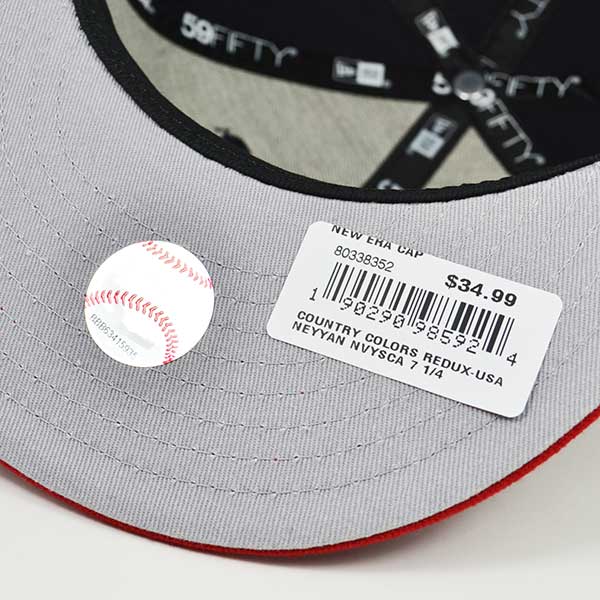 59FIFTY
59FIFTY
NEW ERA CAP
80338352
$34.99
1 90290 98592 4
COUNTRY COLORS REDUX-USA
NEYYAN NVYSCA 7 1/4